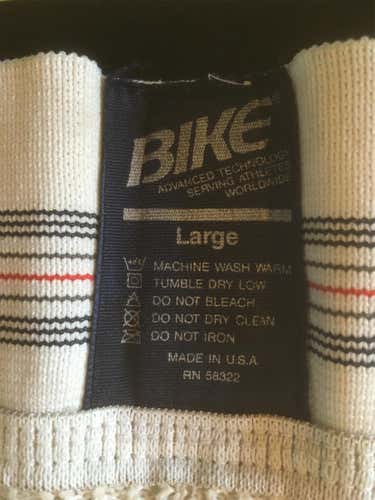 BIKE
ADVANCED TECHNOLOGY
SERVING ATHLETES
WORLDWIDE
Large
MACHINE WASH WARM
TUMBLE DRY LOW
DO NOT BLEACH
DO NOT DRY CLEAN
DO NOT IRON
MADE IN U.S.A
RN 58322